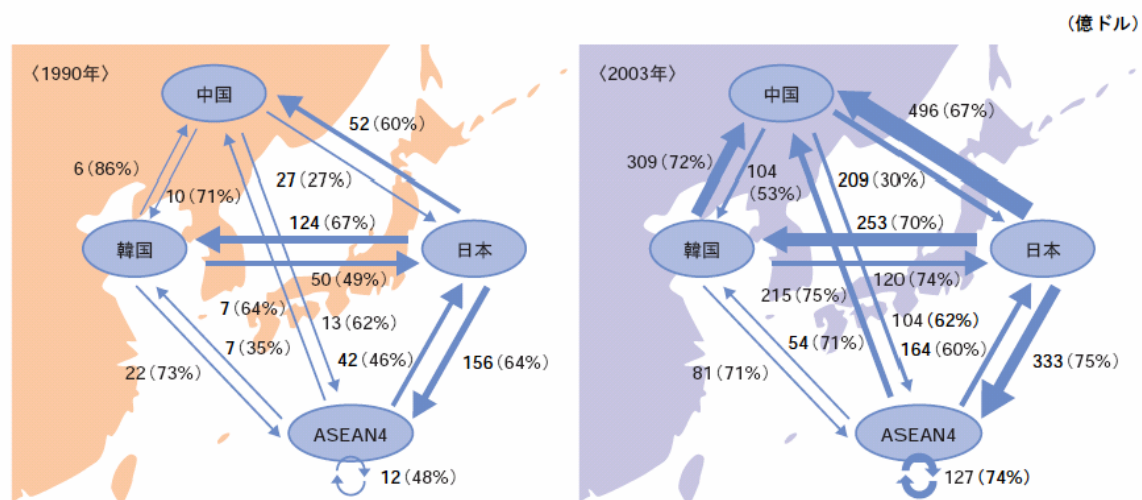 (億ドル)
〈1990年〉
中国
52(60%)
6(86%)
10(71%)
27(27%)
124(67%)
韓国
日本
50(49%)
7(64%)
13(62%)
7(35%)
42(46%)
156(64%)
22(73%)
ASEAN4
12(48%)
〈2003年〉
中国
496(67%)
309(72%)
104
(53%)
209(30%)
253(70%)
韓国
日本
120(74%)
215(75%)
104(62%)
54(71%)
164(60%)
333(75%)
81(71%)
ASEAN4
127(74%)